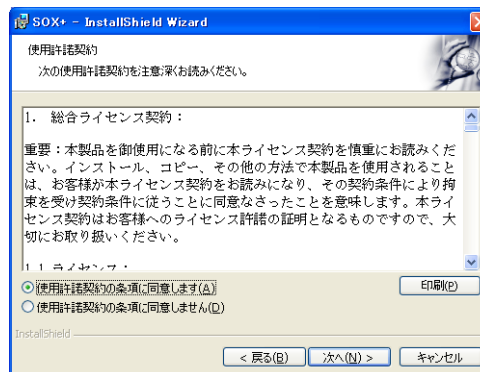 SOX+ - InstallShield Wizard
使用許諾契約
次の使用許諾契約を注意深くお読みください。
1. 総合ライセンス契約：
重要：本製品を御使用になる前に本ライセンス契約を慎重にお読みくだ
さい。インストール、コピー、その他の方法で本製品を使用されること
は、お客様が本ライセンス契約をお読みになり、その契約条件により拘
束を受け契約条件に従うことに同意なさったことを意味します。本ライ
センス契約はお客様へのライセンス許諾の証明となるものですので、大
切にお取り扱いください。
1.1 ライセンス：
使用許諾契約の条項に同意します(A)
印刷(P)
使用許諾契約の条項に同意しません(D)
InstallShield
< 戻る(B) 次へ(N) > キャンセル